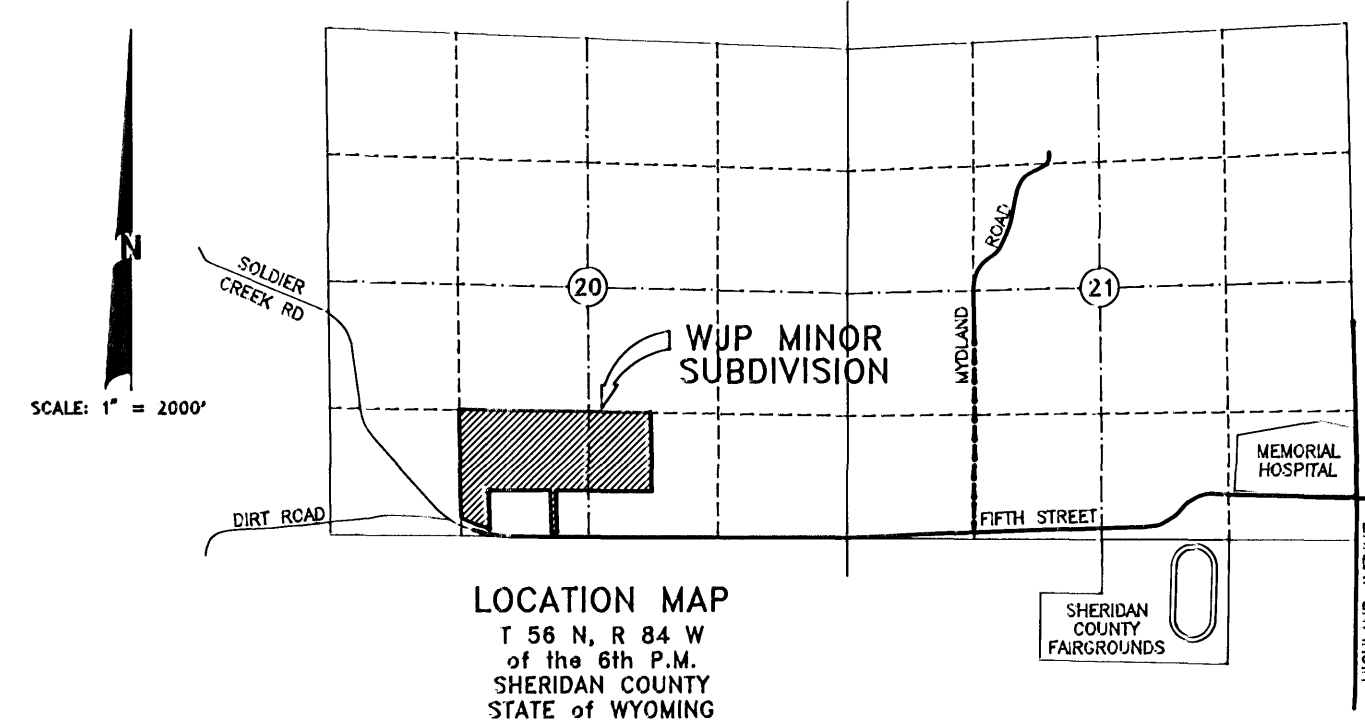 N
SCALE: 1" = 2000'
SOLDIER
CREEK RD
20
21
ROAD
MYDLAND
WJP MINOR
SUBDIVISION
MEMORIAL
HOSPITAL
DIRT ROAD
FIFTH STREET
LOCATION MAP
T 56 N, R 84 W
of the 6th P.M.
SHERIDAN COUNTY
STATE of WYOMING
SHERIDAN
COUNTY
FAIRGROUNDS